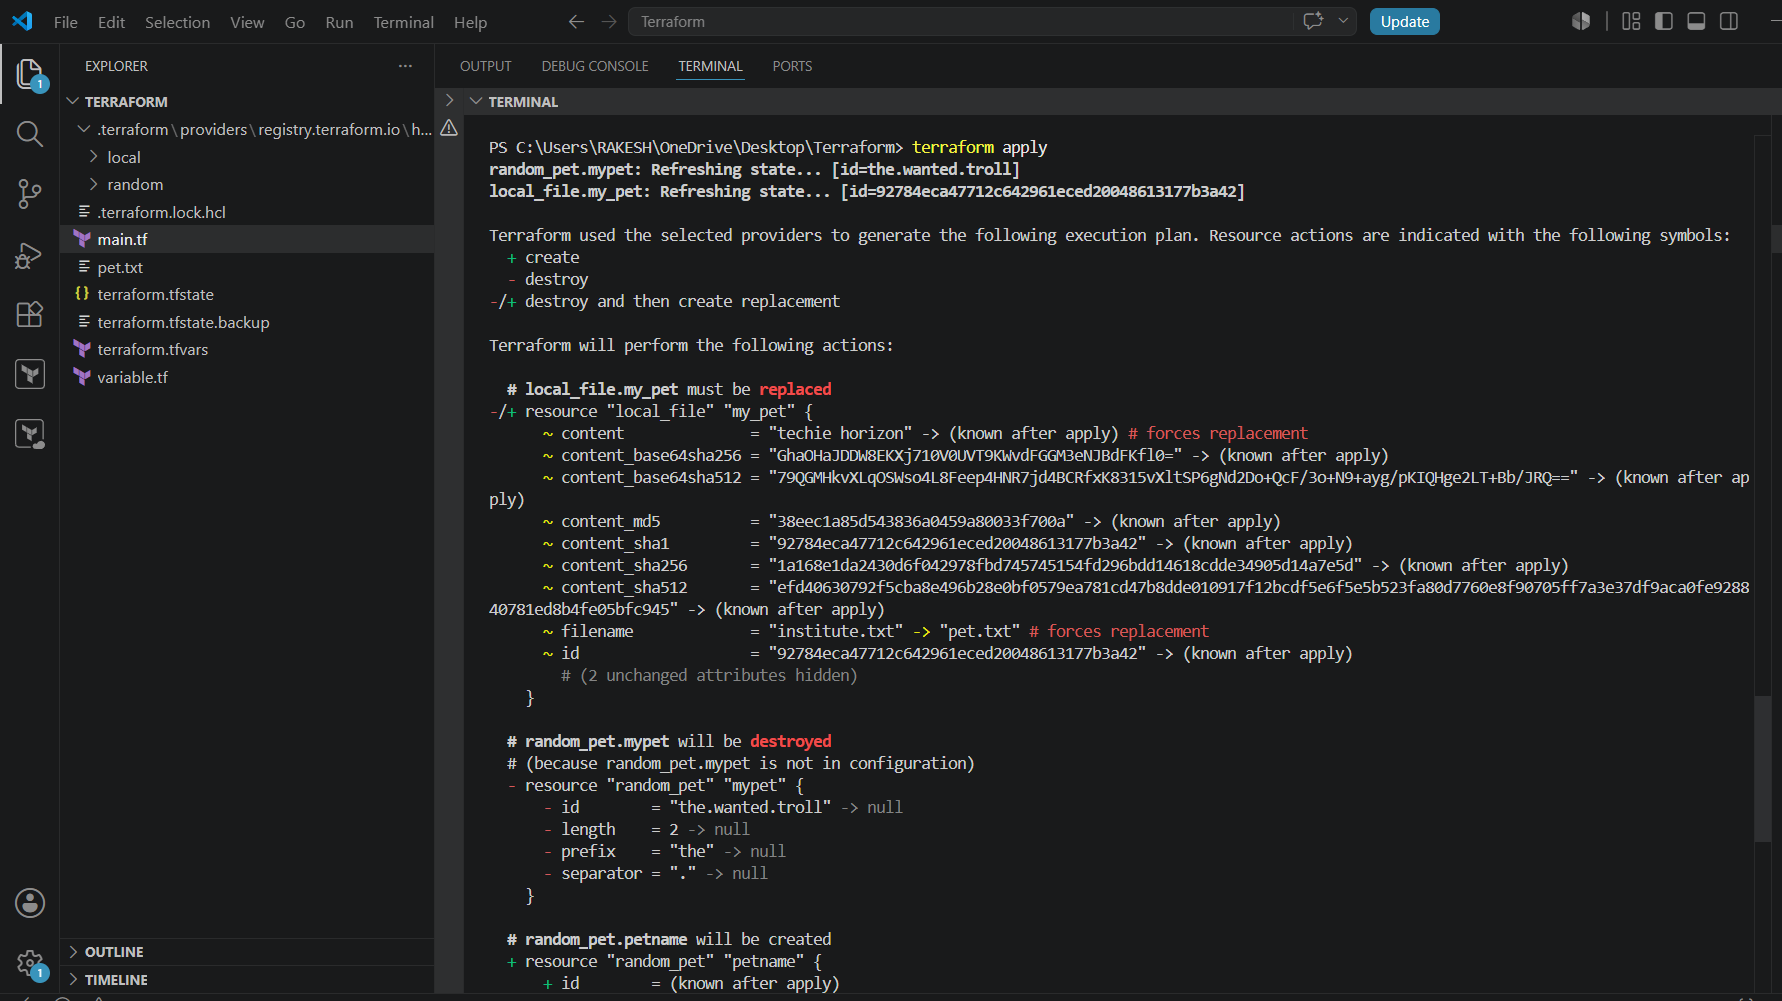 File Edit Selection View Go Run Terminal Help
Terraform
Update
EXPLORER
TERRAFORM
.terraform\providers\registry.terraform.io\h...
local
random
.terraform.lock.hcl
main.tf
pet.txt
terraform.tfstate
terraform.tfstate.backup
terraform.tfvars
variable.tf
OUTLINE
TIMELINE
1
1
OUTPUT DEBUG CONSOLE TERMINAL PORTS
TERMINAL
PS C:\Users\RAKESH\OneDrive\Desktop\Terraform> terraform apply
random_pet.mypet: Refreshing state... [id=the.wanted.troll]
local_file.my_pet: Refreshing state... [id=92784eca47712c642961eced20048613177b3a42]
Terraform used the selected providers to generate the following execution plan. Resource actions are indicated with the following symbols:
+ create
- destroy
-/+ destroy and then create replacement
Terraform will perform the following actions:
# local_file.my_pet must be replaced
-/+ resource "local_file" "my_pet" {
~ content = "techie horizon" -> (known after apply) # forces replacement
~ content_base64sha256 = "GhaOHaJDDW8EKXj710V0UVT9KWvdFGGM3eNJBdFKfl0=" -> (known after apply)
~ content_base64sha512 = "79QGMHkvXLqOSWso4L8Feep4HNR7jd4BCRfxK8315vXltSP6gNd2Do+QcF/3o+N9+ayg/pKIQHge2LT+Bb/JRQ==" -> (known after ap
ply)
~ content_md5 = "38eec1a85d543836a0459a80033f700a" -> (known after apply)
~ content_sha1 = "92784eca47712c642961eced20048613177b3a42" -> (known after apply)
~ content_sha256 = "1a168e1da2430d6f042978fbd745745154fd296bdd14618cdde34905d14a7e5d" -> (known after apply)
~ content_sha512 = "efd40630792f5cba8e496b28e0bf0579ea781cd47b8dde010917f12bcdf5e6f5e5b523fa80d7760e8f90705ff7a3e37df9aca0fe9288
40781ed8b4fe05bfc945" -> (known after apply)
~ filename = "institute.txt" -> "pet.txt" # forces replacement
~ id = "92784eca47712c642961eced20048613177b3a42" -> (known after apply)
# (2 unchanged attributes hidden)
}
# random_pet.mypet will be destroyed
# (because random_pet.mypet is not in configuration)
- resource "random_pet" "mypet" {
- id = "the.wanted.troll" -> null
- length = 2 -> null
- prefix = "the" -> null
- separator = "." -> null
}
# random_pet.petname will be created
+ resource "random_pet" "petname" {
+ id = (known after apply)